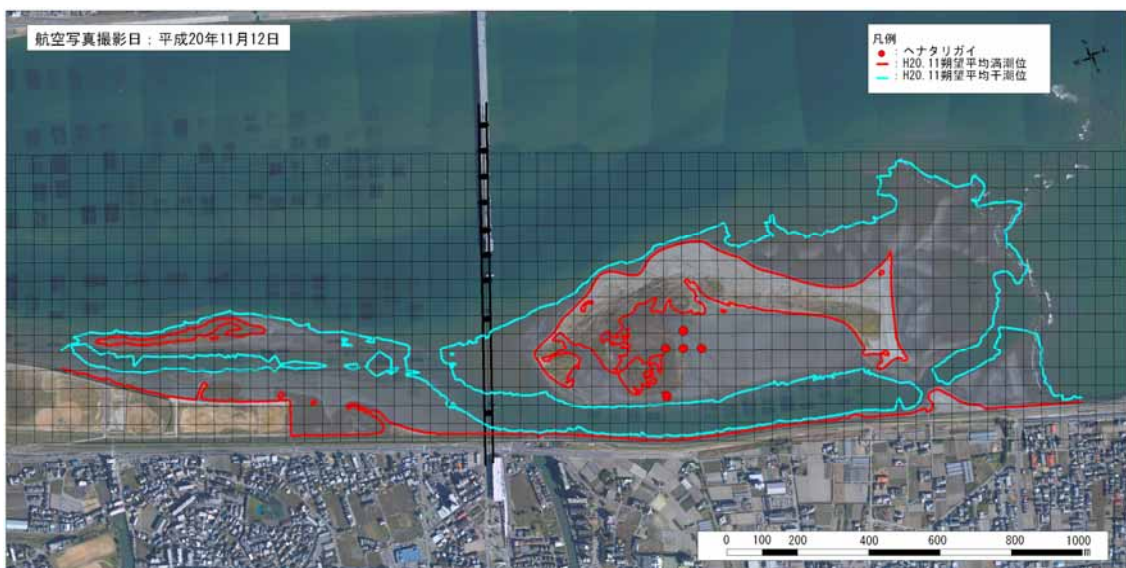 航空写真撮影日：平成20年11月12日
凡例
：ヘナタリガイ
：H20.11朔望平均満潮位
：H20.11朔望平均干潮位
0 100 200 400 600 800 1000
m